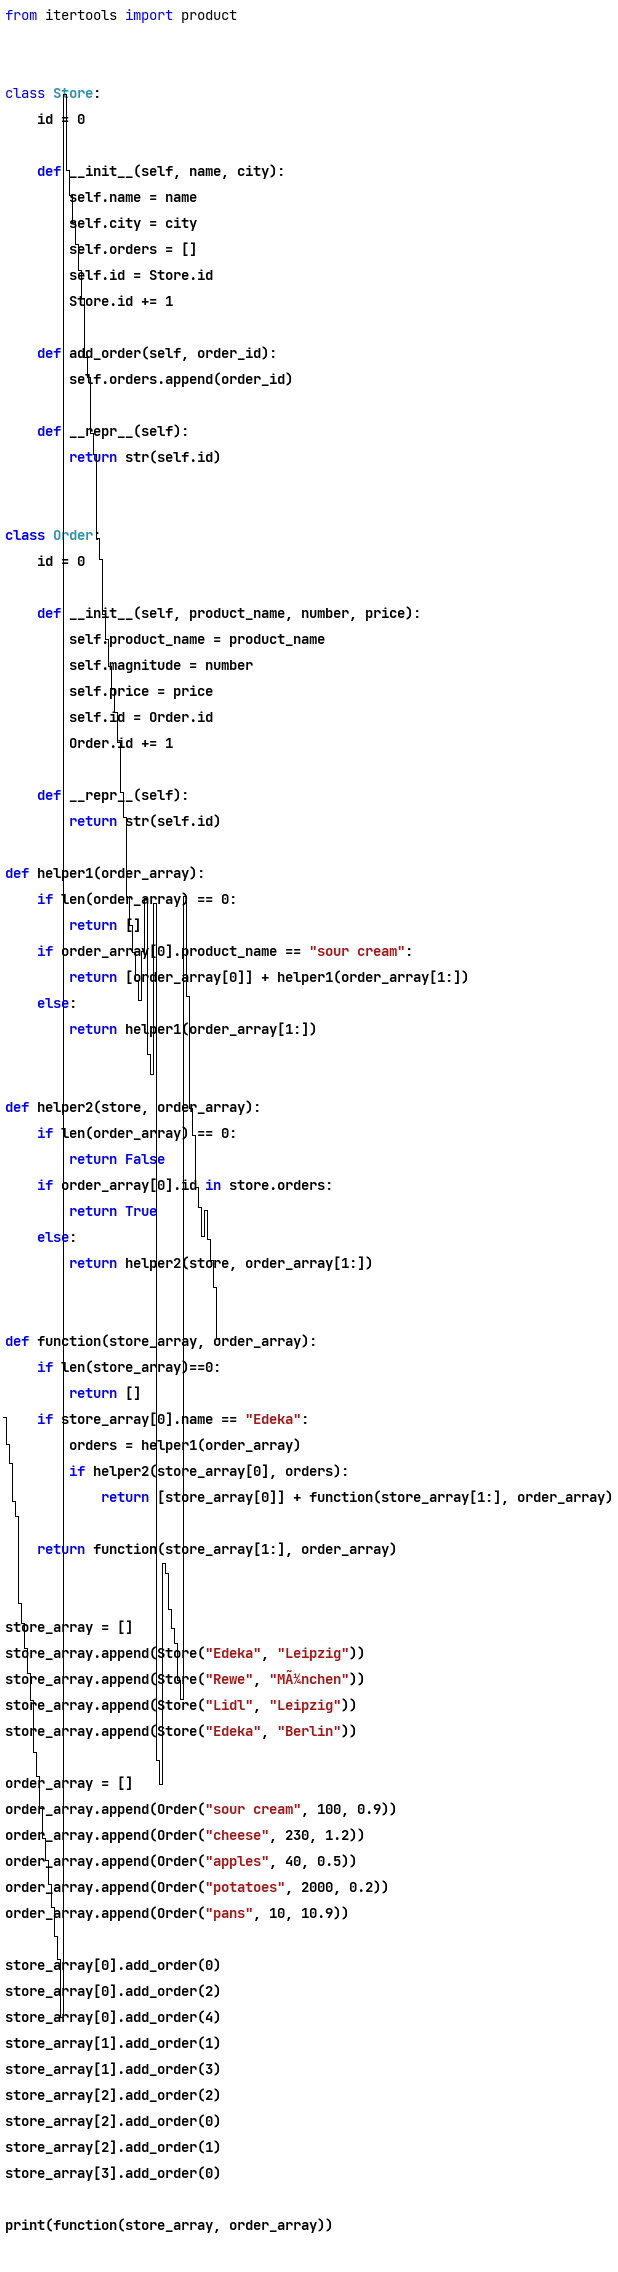 from itertools import product
class Store:
    id = 0
    def __init__(self, name, city):
        self.name = name
        self.city = city
        self.orders = []
        self.id = Store.id
        Store.id += 1
    def add_order(self, order_id):
        self.orders.append(order_id)
    def __repr__(self):
        return str(self.id)
class Order:
    id = 0
    def __init__(self, product_name, number, price):
        self.product_name = product_name
        self.magnitude = number
        self.price = price
        self.id = Order.id
        Order.id += 1
    def __repr__(self):
        return str(self.id)
def helper1(order_array):
    if len(order_array) == 0:
        return []
    if order_array[0].product_name == "sour cream":
        return [order_array[0]] + helper1(order_array[1:])
    else:
        return helper1(order_array[1:])
def helper2(store, order_array):
    if len(order_array) == 0:
        return False
    if order_array[0].id in store.orders:
        return True
    else:
        return helper2(store, order_array[1:])
def function(store_array, order_array):
    if len(store_array)==0:
        return []
    if store_array[0].name == "Edeka":
        orders = helper1(order_array)
        if helper2(store_array[0], orders):
            return [store_array[0]] + function(store_array[1:], order_array)
    return function(store_array[1:], order_array)
store_array = []
store_array.append(Store("Edeka", "Leipzig"))
store_array.append(Store("Rewe", "MÃ¼nchen"))
store_array.append(Store("Lidl", "Leipzig"))
store_array.append(Store("Edeka", "Berlin"))
order_array = []
order_array.append(Order("sour cream", 100, 0.9))
order_array.append(Order("cheese", 230, 1.2))
order_array.append(Order("apples", 40, 0.5))
order_array.append(Order("potatoes", 2000, 0.2))
order_array.append(Order("pans", 10, 10.9))
store_array[0].add_order(0)
store_array[0].add_order(2)
store_array[0].add_order(4)
store_array[1].add_order(1)
store_array[1].add_order(3)
store_array[2].add_order(2)
store_array[2].add_order(0)
store_array[2].add_order(1)
store_array[3].add_order(0)
print(function(store_array, order_array))